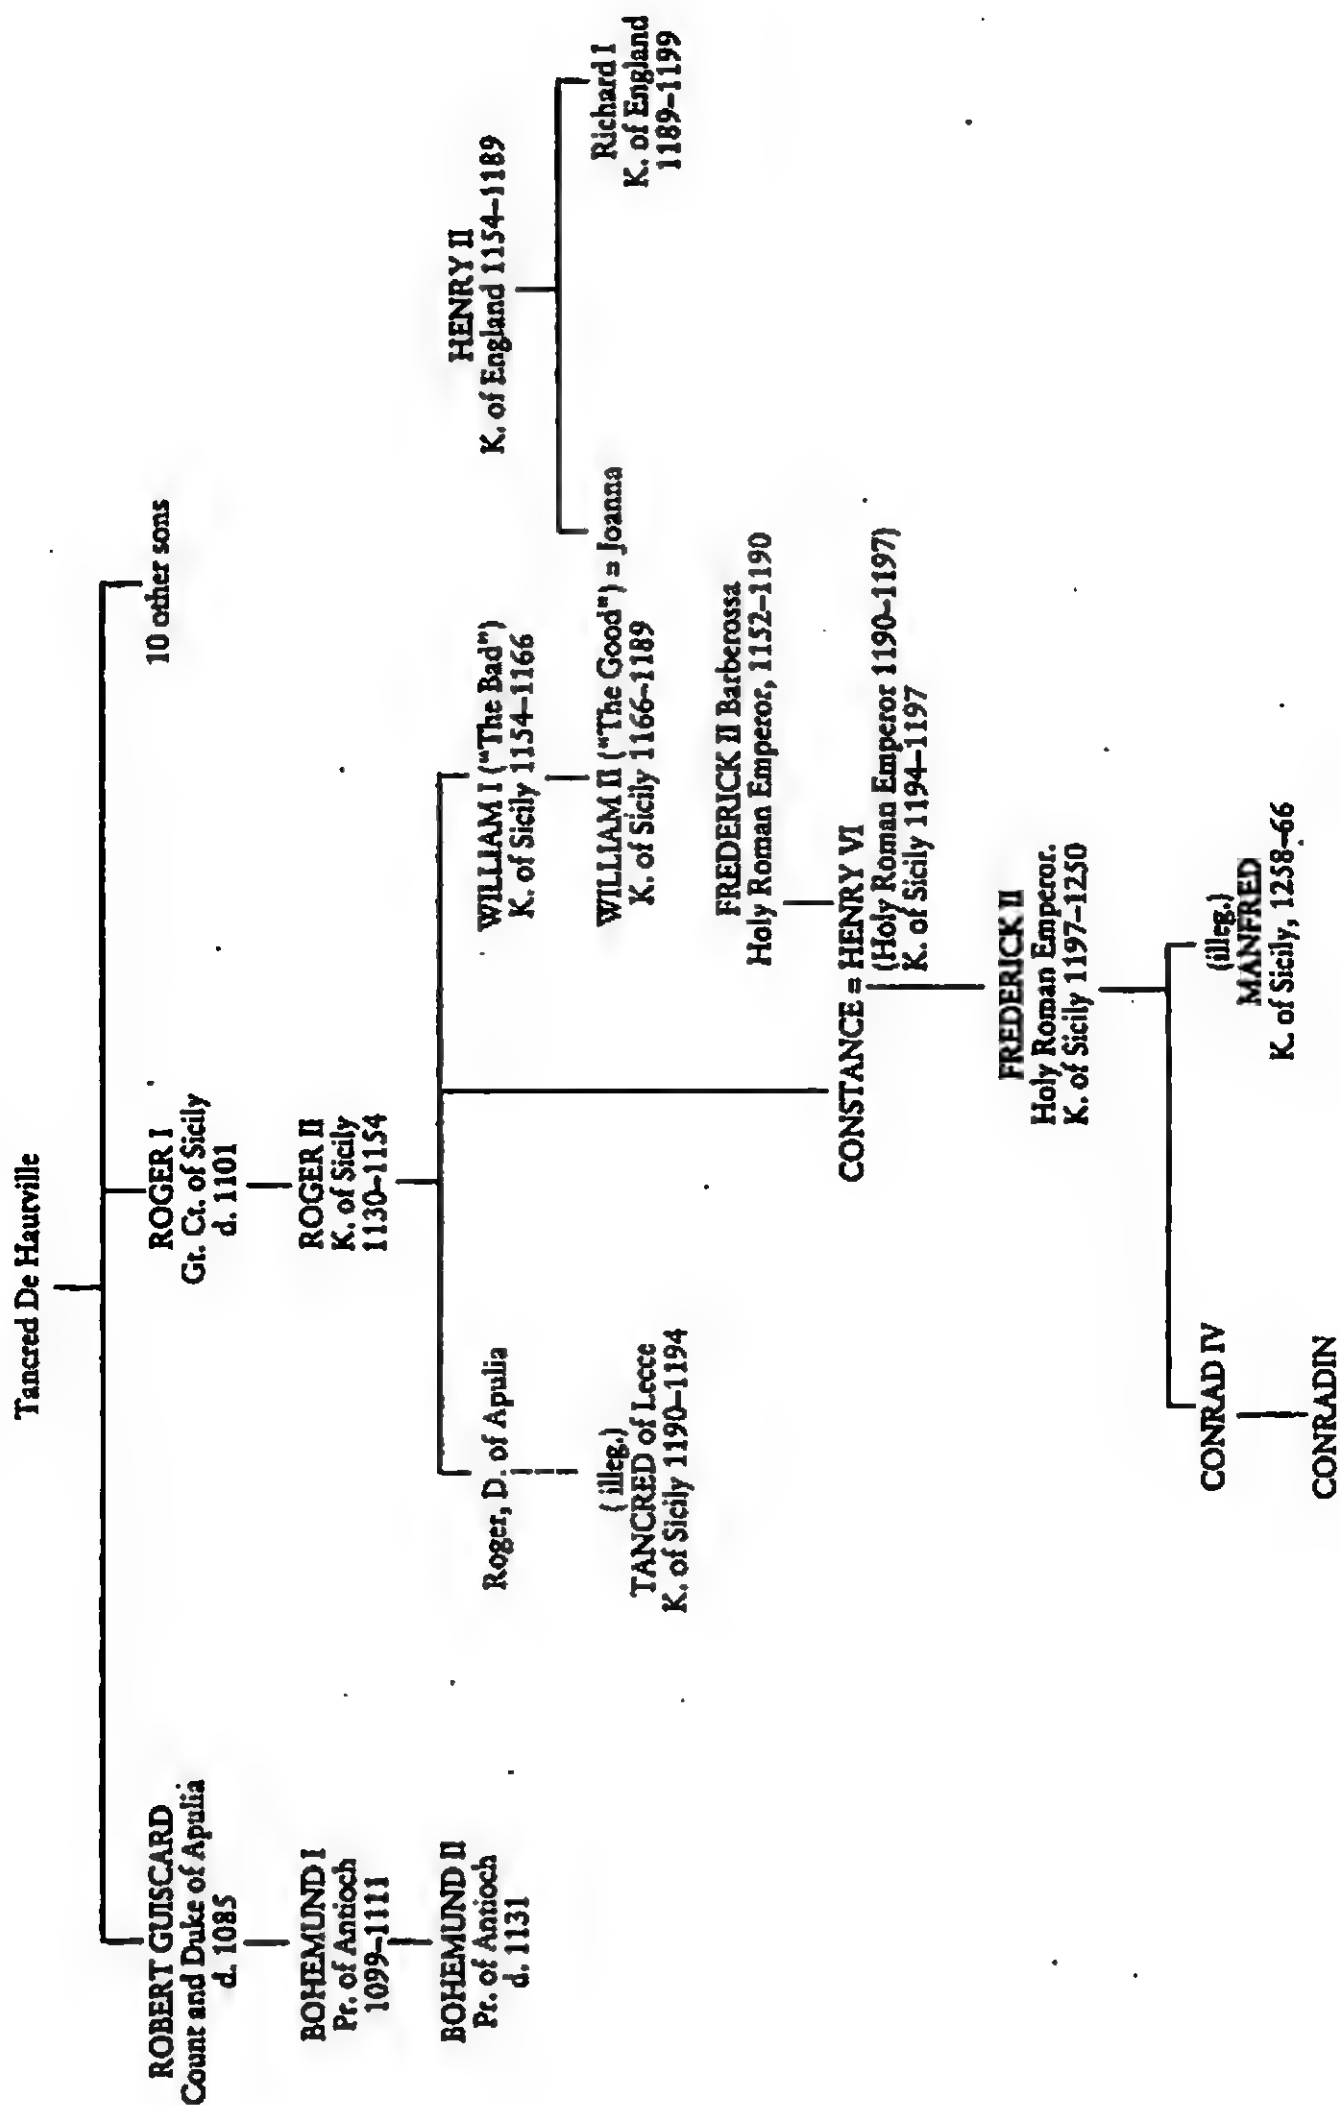 Tancred De Hautville
ROBERT GUISCARD
Count and Duke of Apulia
d. 1085
ROGER I
Gt. Ct. of Sicily
d. 1101
10 other sons
BOHEMUND I
Pr. of Antioch
1099–1111
ROGER II
K. of Sicily
1130–1154
BOHEMUND II
Pr. of Antioch
d. 1131
HENRY II
K. of England 1154–1189
Roger, D. of Apulia
WILLIAM I ("The Bad")
K. of Sicily 1154–1166
(illeg.)
TANCRED of Lecce
K. of Sicily 1190–1194
WILLIAM II ("The Good") = Joanna
K. of Sicily 1166–1189
Richard I
K. of England
1189–1199
FREDERICK II Barberossa
Holy Roman Emperor, 1152–1190
CONSTANCE = HENRY VI
(Holy Roman Emperor 1190–1197)
K. of Sicily 1194–1197
FREDERICK II
Holy Roman Emperor.
K. of Sicily 1197–1250
CONRAD IV
(illeg.)
MANFRED
K. of Sicily, 1258–66
CONRADIN